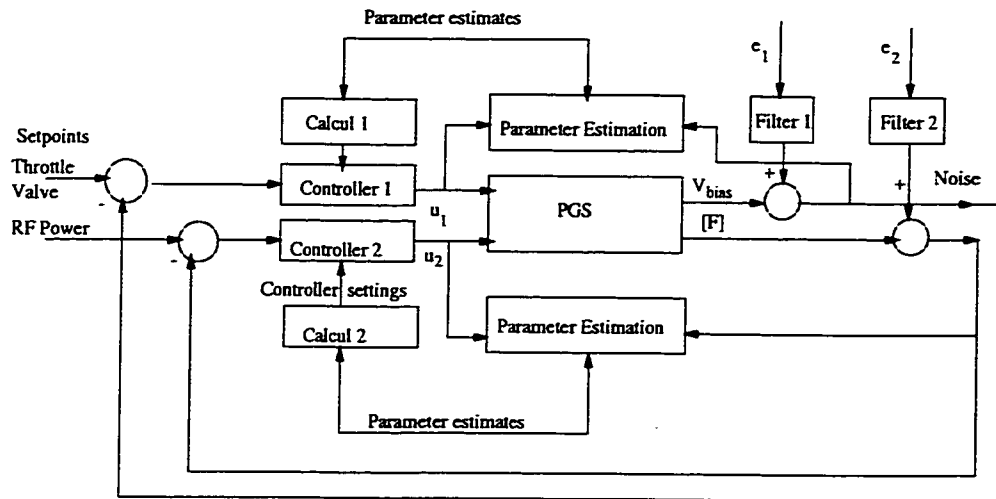 Parameter estimates
e1
e2
Calcul 1
Parameter Estimation
Filter 1
Filter 2
Setpoints
Throttle
Valve
-
Controller 1
u1
PGS
Vbias
+
+
Noise
RF Power
-
Controller 2
u2
[F]
Controller settings
Calcul 2
Parameter Estimation
Parameter estimates